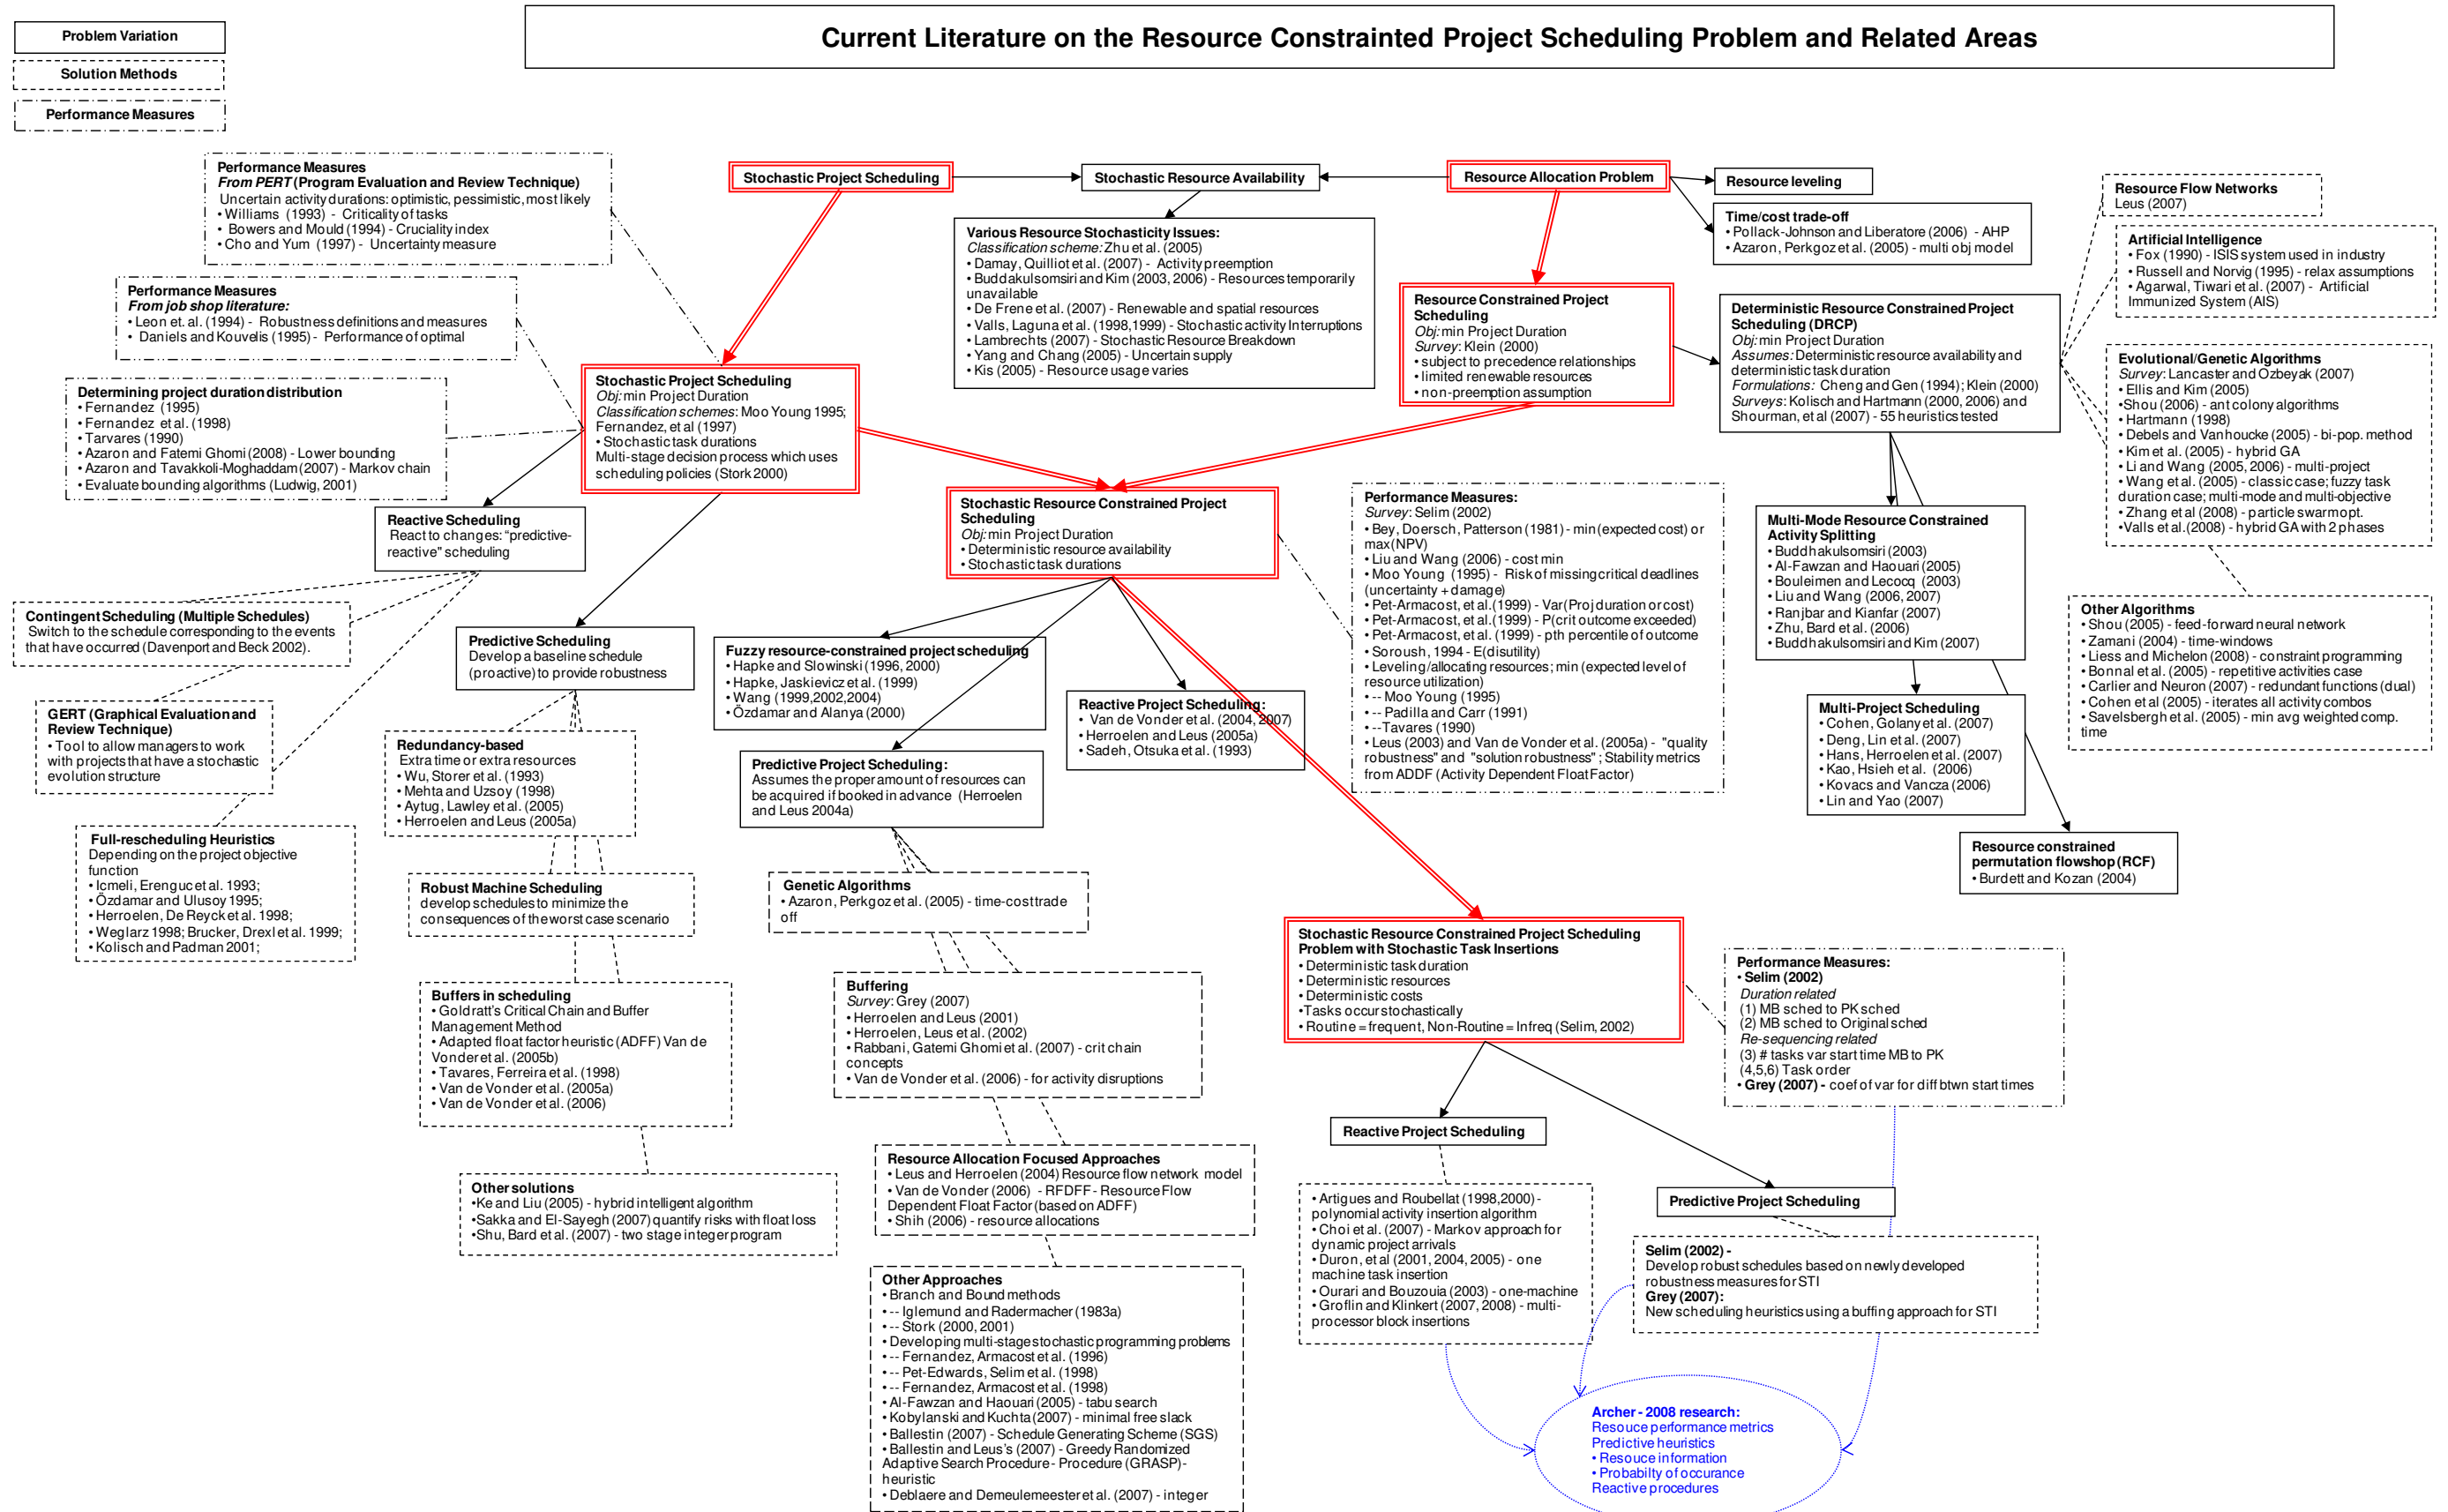 Current Literature on the Resource Constrainted Project Scheduling Problem and Related Areas
Problem Variation
Solution Methods
Performance Measures
Performance Measures
From PERT (Program Evaluation and Review Technique)
Uncertain activity durations: optimistic, pessimistic, most likely
• Williams (1993) - Criticality of tasks
• Bowers and Mould (1994) - Cruciality index
• Cho and Yum (1997) - Uncertainty measure
Performance Measures
From job shop literature:
• Leon et. al. (1994) - Robustness definitions and measures
• Daniels and Kouvelis (1995) - Performance of optimal
Determining project duration distribution
• Fernandez (1995)
• Fernandez et al. (1998)
• Tarvares (1990)
• Azaron and Fatemi Ghomi (2008) - Lower bounding
• Azaron and Tavakkoli-Moghaddam (2007) - Markov chain
• Evaluate bounding algorithms (Ludwig, 2001)
Stochastic Project Scheduling
Stochastic Resource Availability
Resource Allocation Problem
Resource leveling
Time/cost trade-off
• Pollack-Johnson and Liberatore (2006) - AHP
• Azaron, Perkgoz et al. (2005) - multi obj model
Various Resource Stochasticity Issues:
Classification scheme: Zhu et al. (2005)
• Damay, Quilliot et al. (2007) - Activity preemption
• Buddakulsomsiri and Kim (2003, 2006) - Resources temporarily
unavailable
• De Frene et al. (2007) - Renewable and spatial resources
• Valls, Laguna et al. (1998,1999) - Stochastic activity Interruptions
• Lambrechts (2007) - Stochastic Resource Breakdown
• Yang and Chang (2005) - Uncertain supply
• Kis (2005) - Resource usage varies
Resource Constrained Project
Scheduling
Obj: min Project Duration
Survey: Klein (2000)
• subject to precedence relationships
• limited renewable resources
• non-preemption assumption
Deterministic Resource Constrained Project
Scheduling (DRCP)
Obj: min Project Duration
Assumes: Deterministic resource availability and
deterministic task duration
Formulations: Cheng and Gen (1994); Klein (2000)
Surveys: Kolisch and Hartmann (2000, 2006) and
Shourman, et al (2007) - 55 heuristics tested
Resource Flow Networks
Leus (2007)
Artificial Intelligence
• Fox (1990) - ISIS system used in industry
• Russell and Norvig (1995) - relax assumptions
• Agarwal, Tiwari et al. (2007) - Artificial
Immunized System (AIS)
Evolutional/Genetic Algorithms
Survey: Lancaster and Ozbeyak (2007)
• Ellis and Kim (2005)
•Shou (2006) - ant colony algorithms
• Hartmann (1998)
• Debels and Vanhoucke (2005) - bi-pop. method
• Kim et al. (2005) - hybrid GA
• Li and Wang (2005, 2006) - multi-project
• Wang et al. (2005) - classic case; fuzzy task
duration case; multi-mode and multi-objective
• Zhang et al (2008) - particle swarm opt.
•Valls et al. (2008) - hybrid GA with 2 phases
Other Algorithms
• Shou (2005) - feed-forward neural network
• Zamani (2004) - time-windows
• Liess and Michelon (2008) - constraint programming
• Bonnal et al. (2005) - repetitive activities case
• Carlier and Neuron (2007) - redundant functions (dual)
• Cohen et al (2005) - iterates all activity combos
• Savelsbergh et al. (2005) - min avg weighted comp.
time
Stochastic Project Scheduling
Obj: min Project Duration
Classification schemes: Moo Young 1995;
Fernandez, et al (1997)
• Stochastic task durations
Multi-stage decision process which uses
scheduling policies (Stork 2000)
Reactive Scheduling
React to changes: "predictive-
reactive" scheduling
Contingent Scheduling (Multiple Schedules)
Switch to the schedule corresponding to the events
that have occurred (Davenport and Beck 2002).
GERT (Graphical Evaluation and
Review Technique)
• Tool to allow managers to work
with projects that have a stochastic
evolution structure
Full-rescheduling Heuristics
Depending on the project objective
function
• Icmeli, Erenguc et al. 1993;
• Özdamar and Ulusoy 1995;
• Herroelen, De Reyck et al. 1998;
• Weglarz 1998; Brucker, Drexl et al. 1999;
• Kolisch and Padman 2001;
Predictive Scheduling
Develop a baseline schedule
(proactive) to provide robustness
Redundancy-based
Extra time or extra resources
• Wu, Storer et al. (1993)
• Mehta and Uzsoy (1998)
• Aytug, Lawley et al. (2005)
• Herroelen and Leus (2005a)
Robust Machine Scheduling
develop schedules to minimize the
consequences of the worst case scenario
Buffers in scheduling
• Goldratt's Critical Chain and Buffer
Management Method
• Adapted float factor heuristic (ADFF) Van de
Vonder et al. (2005b)
• Tavares, Ferreira et al. (1998)
• Van de Vonder et al. (2005a)
• Van de Vonder et al. (2006)
Other solutions
•Ke and Liu (2005) - hybrid intelligent algorithm
•Sakka and El-Sayegh (2007) quantify risks with float loss
•Shu, Bard et al. (2007) - two stage integer program
Stochastic Resource Constrained Project
Scheduling
Obj: min Project Duration
• Deterministic resource availability
• Stochastic task durations
Fuzzy resource-constrained project scheduling
• Hapke and Slowinski (1996, 2000)
• Hapke, Jaskievicz et al. (1999)
• Wang (1999,2002,2004)
• Özdamar and Alanya (2000)
Reactive Project Scheduling:
• Van de Vonder et al. (2004, 2007)
• Herroelen and Leus (2005a)
• Sadeh, Otsuka et al. (1993)
Predictive Project Scheduling:
Assumes the proper amount of resources can
be acquired if booked in advance (Herroelen
and Leus 2004a)
Genetic Algorithms
• Azaron, Perkgoz et al. (2005) - time-cost trade
off
Buffering
Survey: Grey (2007)
• Herroelen and Leus (2001)
• Herroelen, Leus et al. (2002)
• Rabbani, Gatemi Ghomi et al. (2007) - crit chain
concepts
• Van de Vonder et al. (2006) - for activity disruptions
Resource Allocation Focused Approaches
• Leus and Herroelen (2004) Resource flow network model
• Van de Vonder (2006) - RFDFF - Resource Flow
Dependent Float Factor (based on ADFF)
• Shih (2006) - resource allocations
Other Approaches
• Branch and Bound methods
• -- Iglemund and Radermacher (1983a)
• -- Stork (2000, 2001)
• Developing multi-stage stochastic programming problems
• -- Fernandez, Armacost et al. (1996)
• -- Pet-Edwards, Selim et al. (1998)
• -- Fernandez, Armacost et al. (1998)
• Al-Fawzan and Haouari (2005) - tabu search
• Kobylanski and Kuchta (2007) - minimal free slack
• Ballestin (2007) - Schedule Generating Scheme (SGS)
• Ballestin and Leus's (2007) - Greedy Randomized
Adaptive Search Procedure - Procedure (GRASP) -
heuristic
• Deblaere and Demeulemeester et al. (2007) - integer
Performance Measures:
Survey: Selim (2002)
• Bey, Doersch, Patterson (1981) - min (expected cost) or
max(NPV)
• Liu and Wang (2006) - cost min
• Moo Young (1995) - Risk of missing critical deadlines
(uncertainty + damage)
• Pet-Armacost, et al. (1999) - Var(Proj duration or cost)
• Pet-Armacost, et al. (1999) - P(crit outcome exceeded)
• Pet-Armacost, et al. (1999) - pth percentile of outcome
• Soroush, 1994 - E(disutility)
• Leveling/allocating resources; min (expected level of
resource utilization)
• -- Moo Young (1995)
• -- Padilla and Carr (1991)
• --Tavares (1990)
• Leus (2003) and Van de Vonder et al. (2005a) - "quality
robustness" and "solution robustness" ; Stability metrics
from ADDF (Activity Dependent Float Factor)
Multi-Mode Resource Constrained
Activity Splitting
• Buddhakulsomsiri (2003)
• Al-Fawzan and Haouari (2005)
• Bouleimen and Lecocq (2003)
• Liu and Wang (2006, 2007)
• Ranjbar and Kianfar (2007)
• Zhu, Bard et al. (2006)
• Buddhakulsomsiri and Kim (2007)
Multi-Project Scheduling
• Cohen, Golany et al. (2007)
• Deng, Lin et al. (2007)
• Hans, Herroelen et al. (2007)
• Kao, Hsieh et al. (2006)
• Kovacs and Vancza (2006)
• Lin and Yao (2007)
Resource constrained
permutation flowshop (RCF)
• Burdett and Kozan (2004)
Stochastic Resource Constrained Project Scheduling
Problem with Stochastic Task Insertions
• Deterministic task duration
• Deterministic resources
• Deterministic costs
•Tasks occur stochastically
• Routine = frequent, Non-Routine = Infreq (Selim, 2002)
Performance Measures:
• Selim (2002)
Duration related
(1) MB sched to PK sched
(2) MB sched to Original sched
Re-sequencing related
(3) # tasks var start time MB to PK
(4,5,6) Task order
• Grey (2007) - coef of var for diff btwn start times
Reactive Project Scheduling
• Artigues and Roubellat (1998,2000) -
polynomial activity insertion algorithm
• Choi et al. (2007) - Markov approach for
dynamic project arrivals
• Duron, et al (2001, 2004, 2005) - one
machine task insertion
• Ourari and Bouzouia (2003) - one-machine
• Groflin and Klinkert (2007, 2008) - multi-
processor block insertions
Predictive Project Scheduling
Selim (2002) -
Develop robust schedules based on newly developed
robustness measures for STI
Grey (2007):
New scheduling heuristics using a buffing approach for STI
Archer - 2008 research:
Resouce performance metrics
Predictive heuristics
• Resouce information
• Probabilty of occurance
Reactive procedures